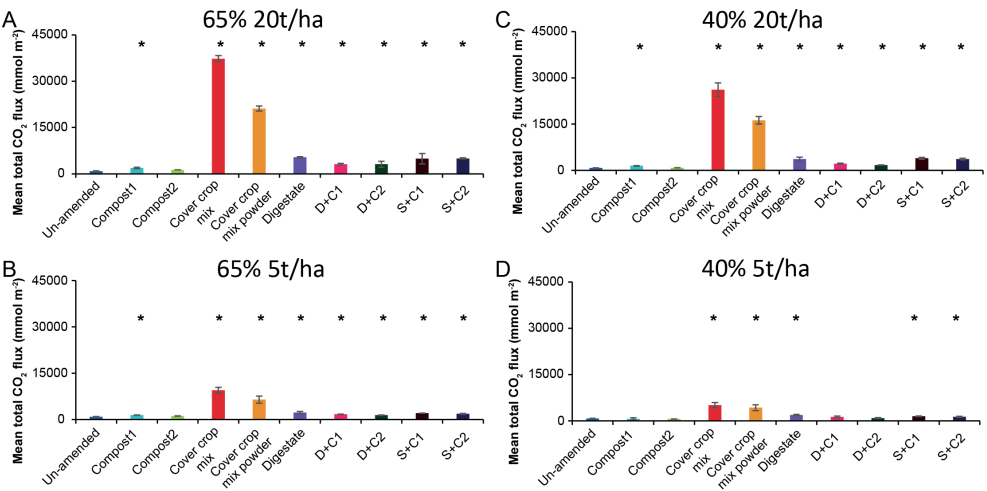 A
65% 20t/ha
Mean total CO₂ flux (mmol m⁻²)
45000
30000
15000
0
* * * * * * * *
Un-amended
Compost1
Compost2
Cover crop
mix
Cover crop
mix powder
Digestate
D+C1
D+C2
S+C1
S+C2
C
40% 20t/ha
Mean total CO₂ flux (mmol m⁻²)
45000
30000
15000
0
* * * * * * * *
Un-amended
Compost1
Compost2
Cover crop
mix
Cover crop
mix powder
Digestate
D+C1
D+C2
S+C1
S+C2
B
65% 5t/ha
Mean total CO₂ flux (mmol m⁻²)
45000
30000
15000
0
* * * * * * * *
Un-amended
Compost1
Compost2
Cover crop
mix
Cover crop
mix powder
Digestate
D+C1
D+C2
S+C1
S+C2
D
40% 5t/ha
Mean total CO₂ flux (mmol m⁻²)
45000
30000
15000
0
* * * * *
Un-amended
Compost1
Compost2
Cover crop
mix
Cover crop
mix powder
Digestate
D+C1
D+C2
S+C1
S+C2